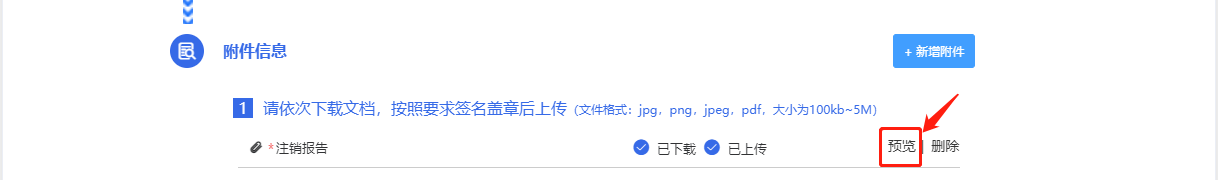 附件信息
+ 新增附件
1 请依次下载文档，按照要求签名盖章后上传（文件格式：jpg，png，jpeg，pdf，大小为100kb~5M）
*注销报告 已下载 已上传 预览 | 删除